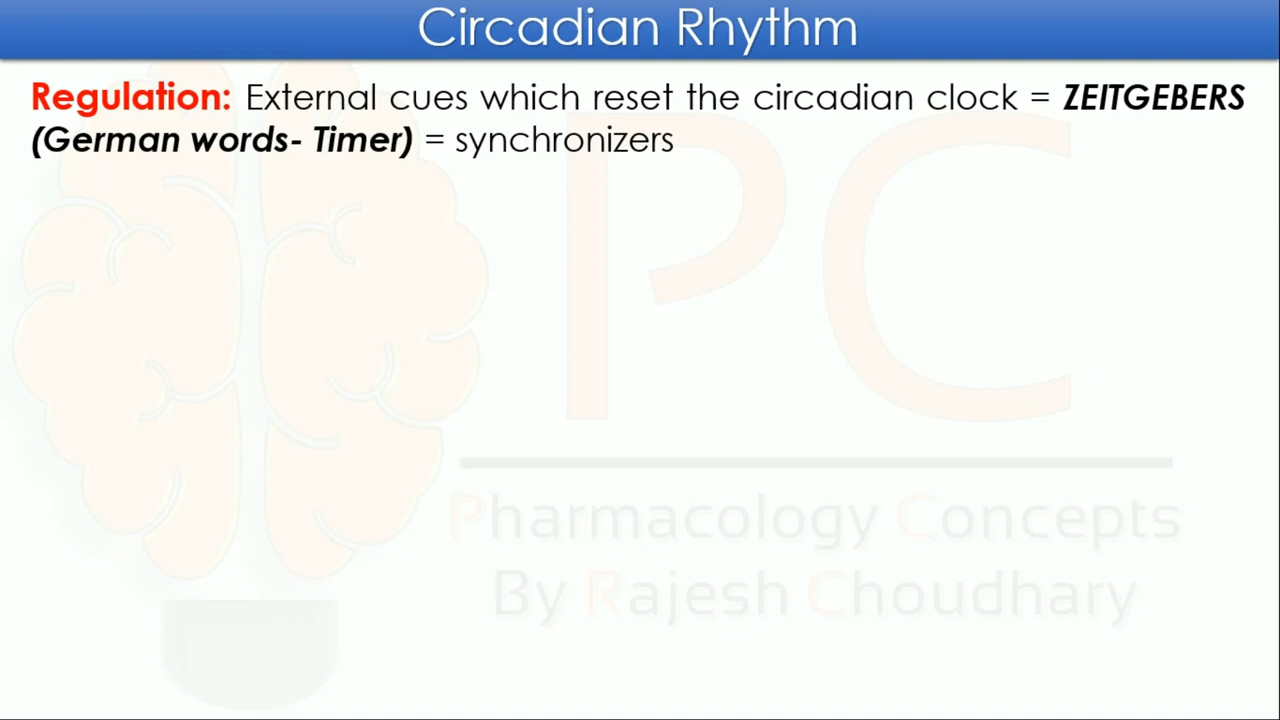 Circadian Rhythm
Regulation: External cues which reset the circadian clock = ZEITGEBERS
(German words- Timer) = synchronizers
PC
Pharmacology Concepts
By Rajesh Choudhary